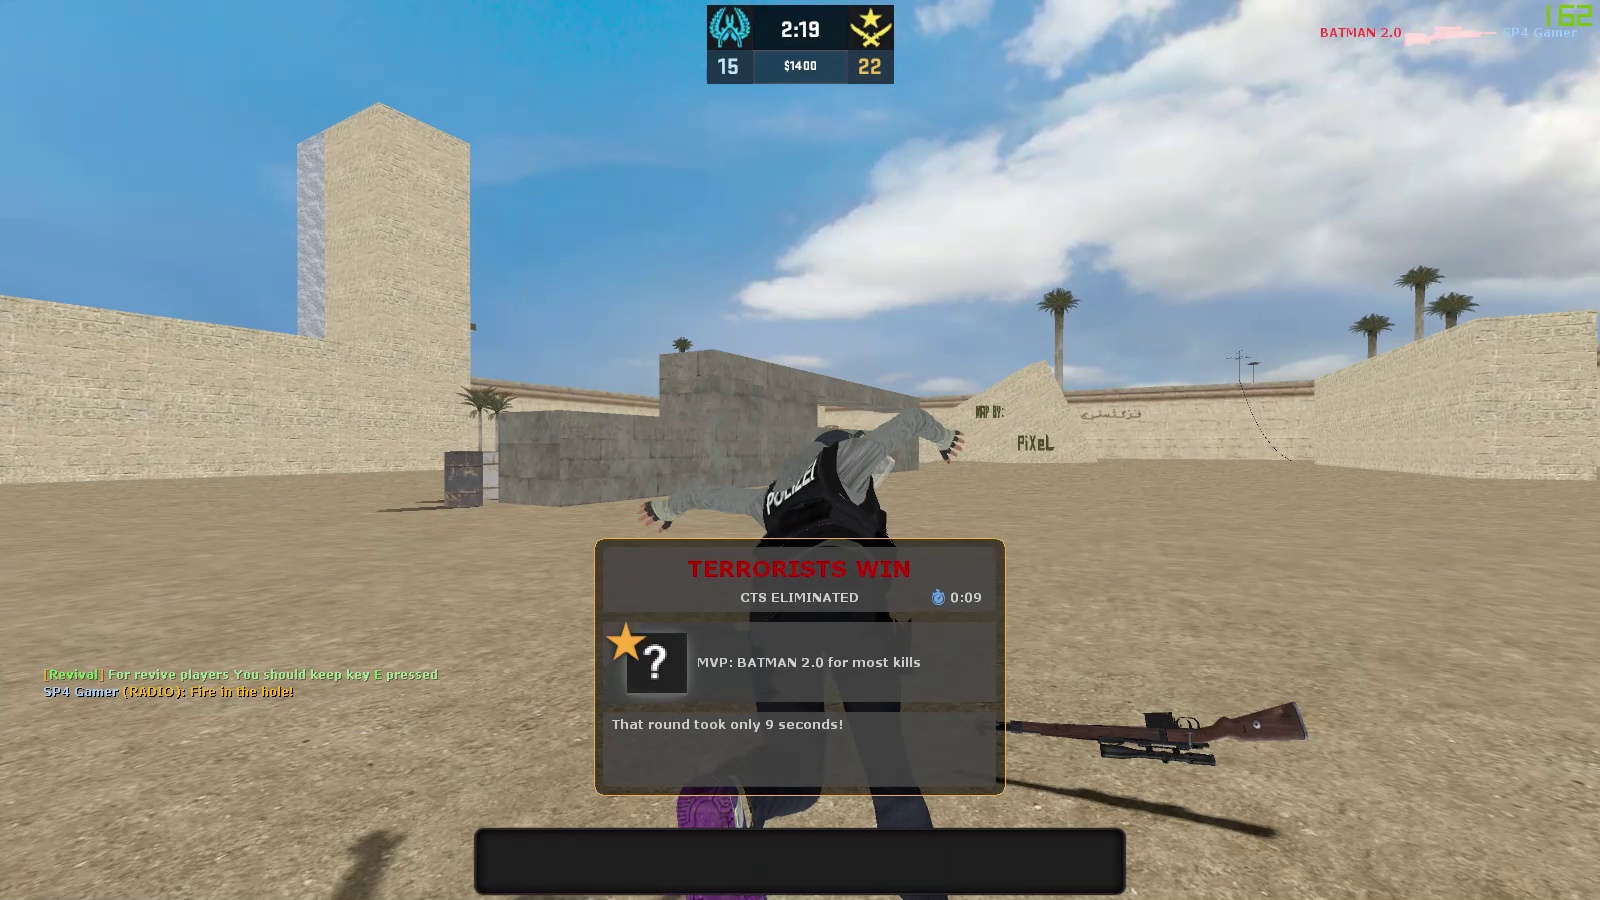 162
2:19
BATMAN 2.0 SP4 Gamer
15 $1400 22
MAP BY:
PiXeL
POLIZEI
TERRORISTS WIN
CTS ELIMINATED 0:09
?
MVP: BATMAN 2.0 for most kills
[Revival] For revive players You should keep key E pressed
SP4 Gamer (RADIO): Fire in the hole!
That round took only 9 seconds!